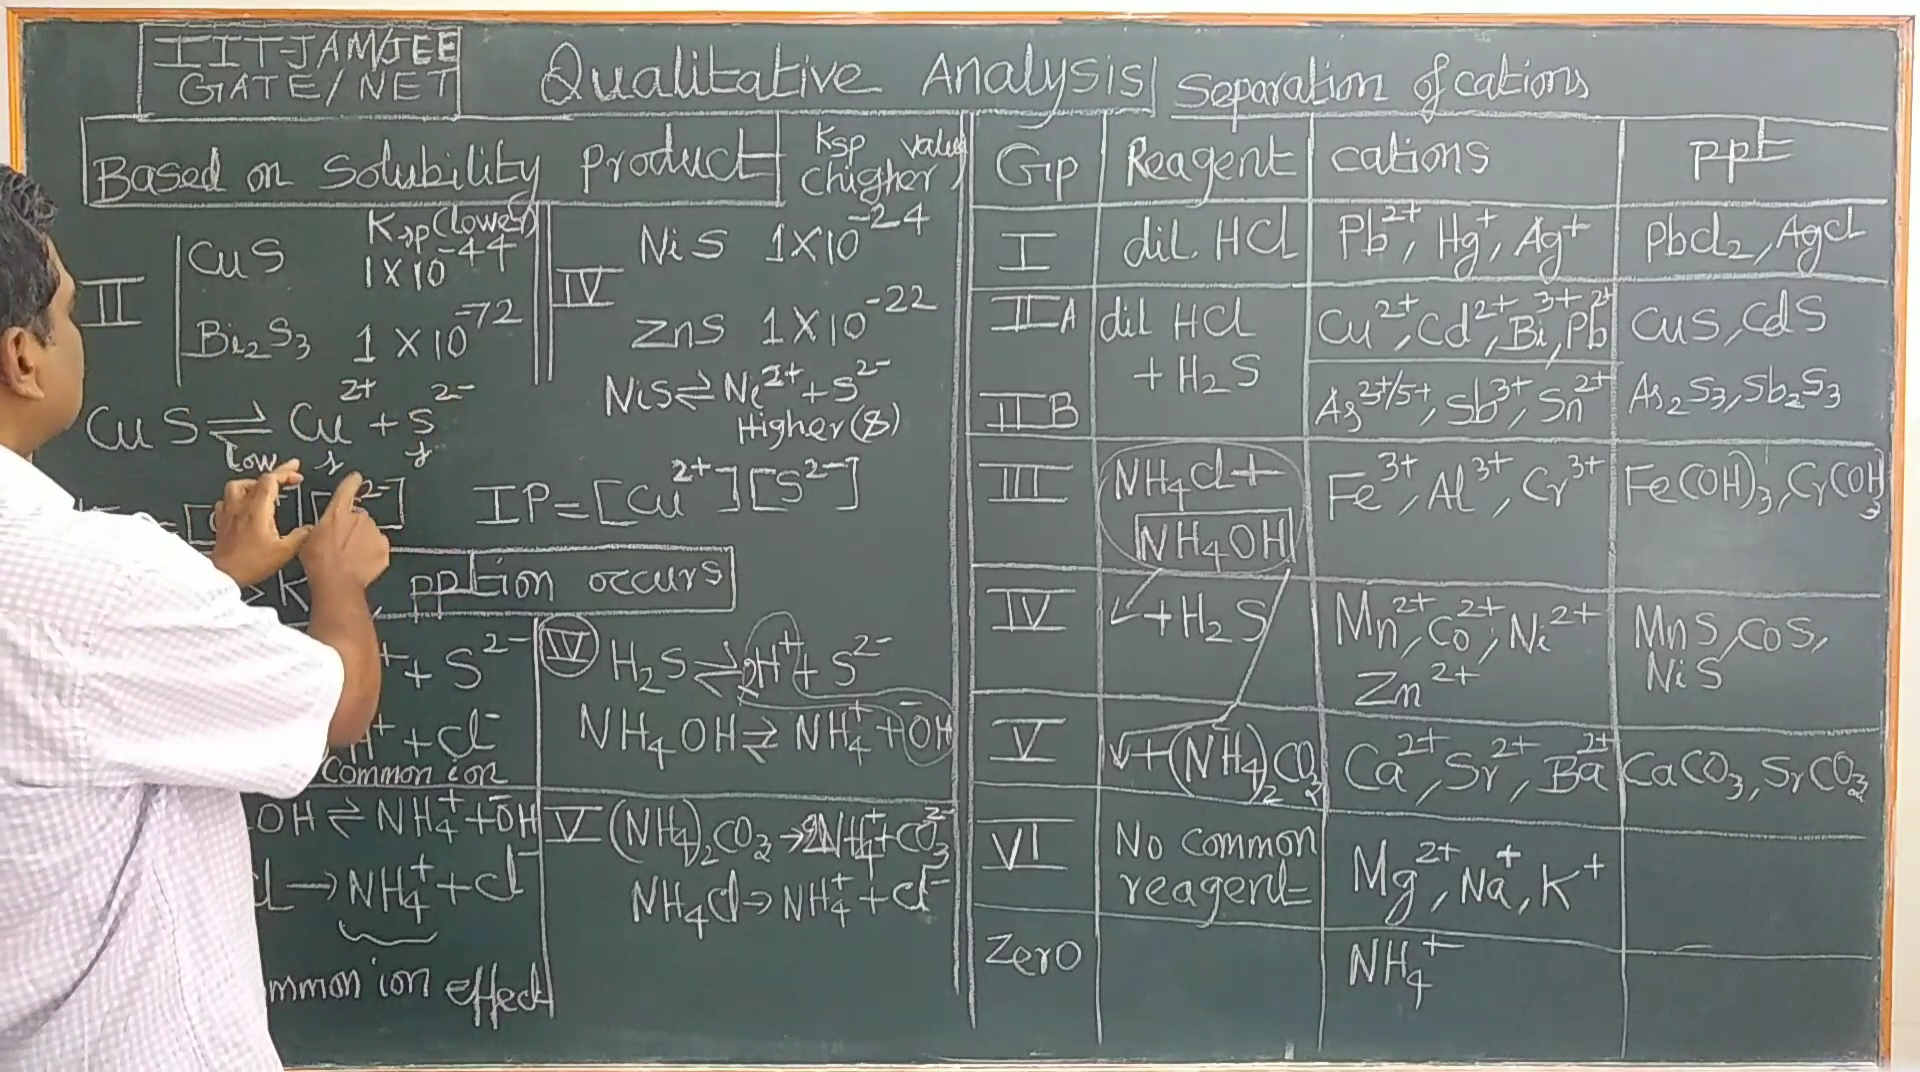 IIT-JAM/JEE
GATE/NET
Qualitative Analysis
Separation of cations
Based on Solubility Product
Ksp value
(higher)
Ksp(lower)
II
CuS 1×10⁻⁴⁴
Bi₂S₃ 1×10⁻⁷²
CuS ⇌ Cu²⁺ + S²⁻
Low s s
IV
NiS 1×10⁻²⁴
ZnS 1×10⁻²²
NiS ⇌ Ni²⁺ + S²⁻
Higher(s)
IP = [Cu²⁺][S²⁻]
pption occurs
+ S²⁻
H⁺ + Cl⁻
Common ion
OH ⇌ NH₄⁺ + ⁻OH
Cl → NH₄⁺ + Cl⁻
mmon ion effect
IV H₂S ⇌ 2H⁺ + S²⁻
NH₄OH ⇌ NH₄⁺ + ⁻OH
V (NH₄)₂CO₃ → 2NH₄⁺ + CO₃²⁻
NH₄Cl → NH₄⁺ + Cl⁻
Gp Reagent cations ppt
I dil. HCl Pb²⁺, Hg⁺, Ag⁺ PbCl₂, AgCl
IIA dil HCl + H₂S Cu²⁺, Cd²⁺, Bi³⁺, Pb²⁺ CuS, CdS
IIB As³⁺/⁵⁺, Sb³⁺, Sn²⁺ As₂S₃, Sb₂S₃
III NH₄Cl + NH₄OH Fe³⁺, Al³⁺, Cr³⁺ Fe(OH)₃, Cr(OH)₃
IV + H₂S Mn²⁺, Co²⁺, Ni²⁺ MnS, CoS,
Zn²⁺ NiS
V + (NH₄)₂CO₃ Ca²⁺, Sr²⁺, Ba²⁺ CaCO₃, SrCO₃
VI No common reagent Mg²⁺, Na⁺, K⁺
Zero NH₄⁺